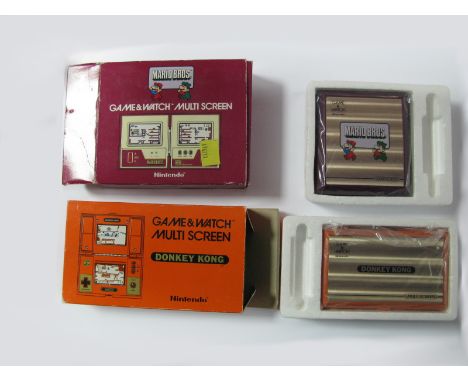 MARIO BROS.
GAME&WATCH MULTI SCREEN
Nintendo
MARIO BROS.
GAME&WATCH
MULTI SCREEN
DONKEY KONG
Nintendo
DONKEY KONG